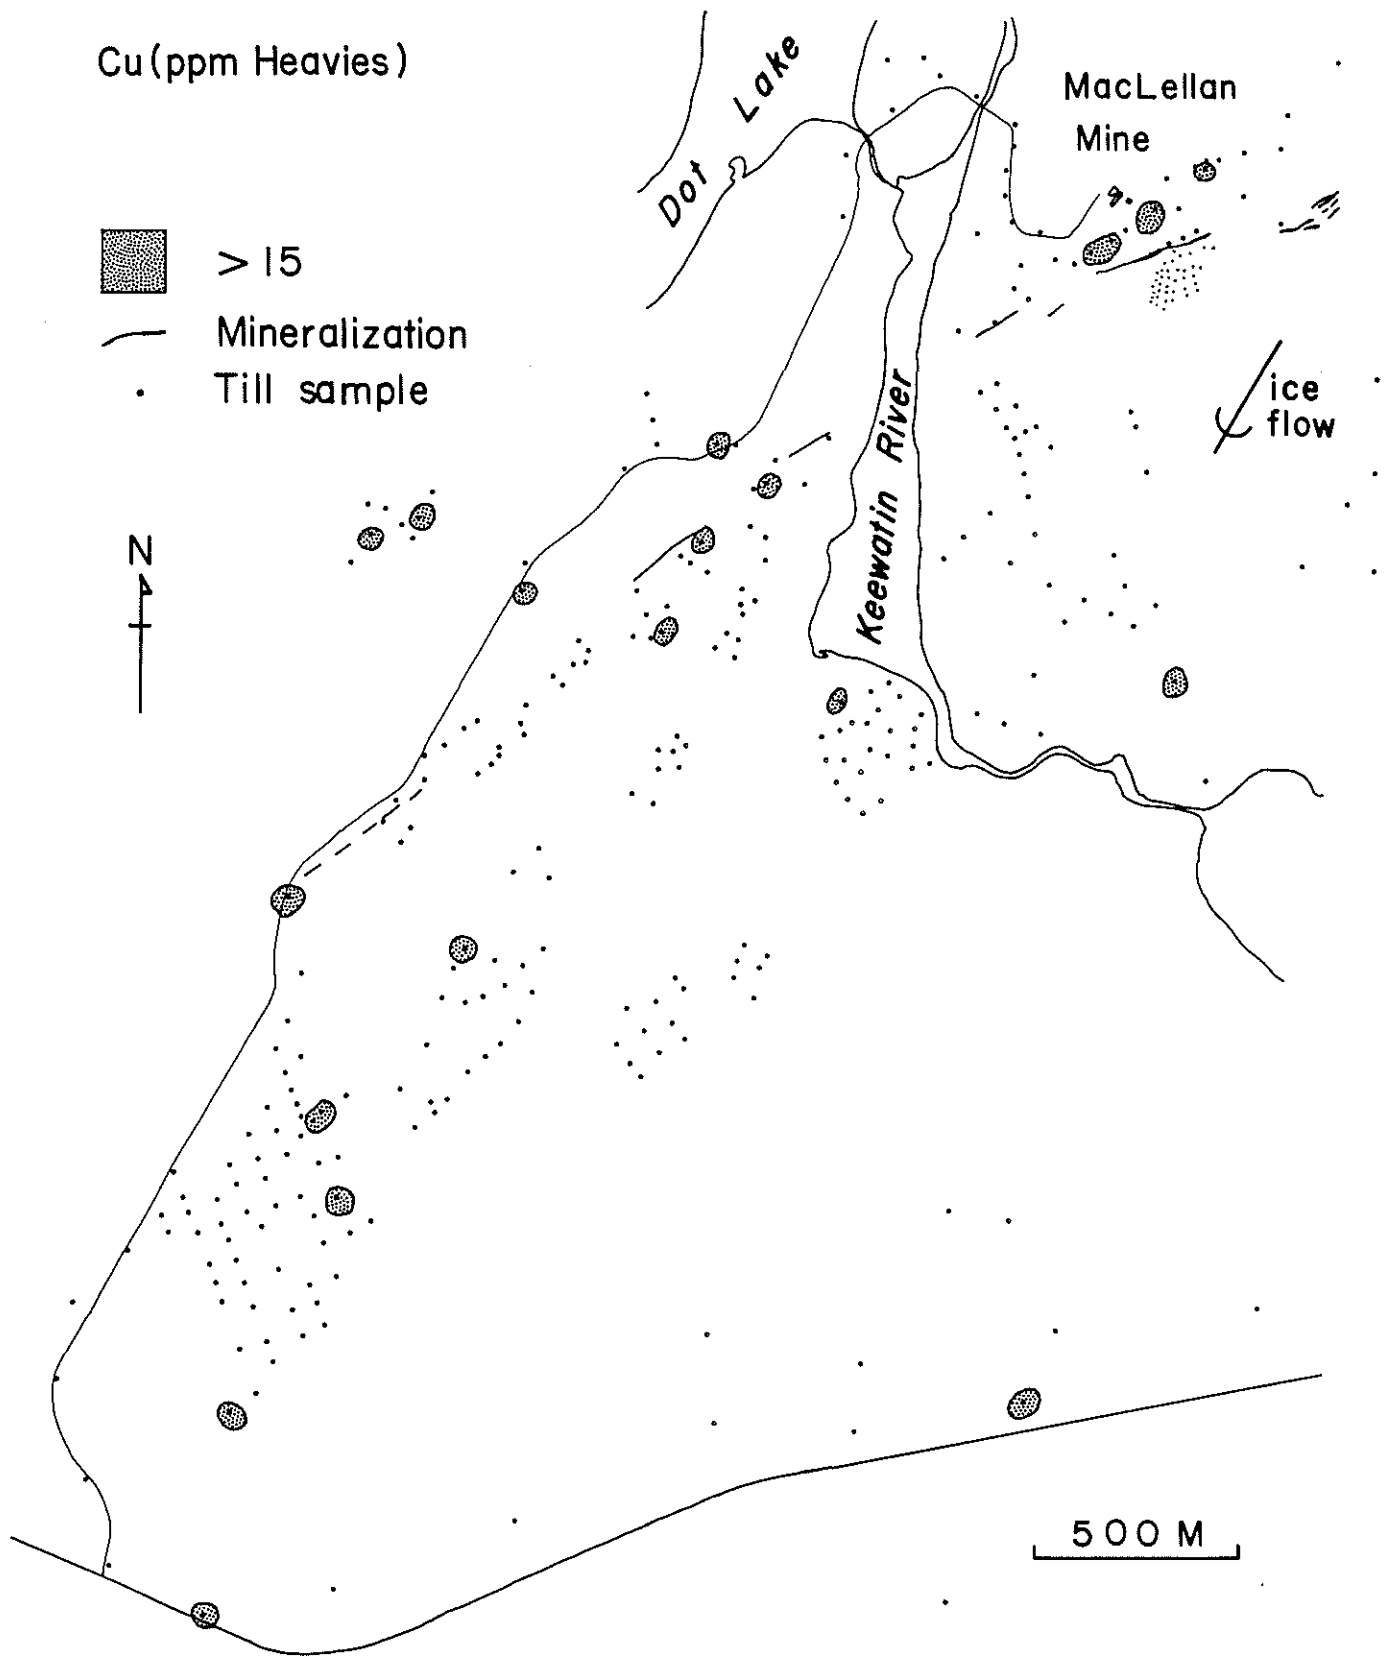 Cu (ppm Heavies)
Dot Lake
MacLellan
Mine
> 15
Mineralization
Till sample
ice
flow
Keewatin River
N
500 M